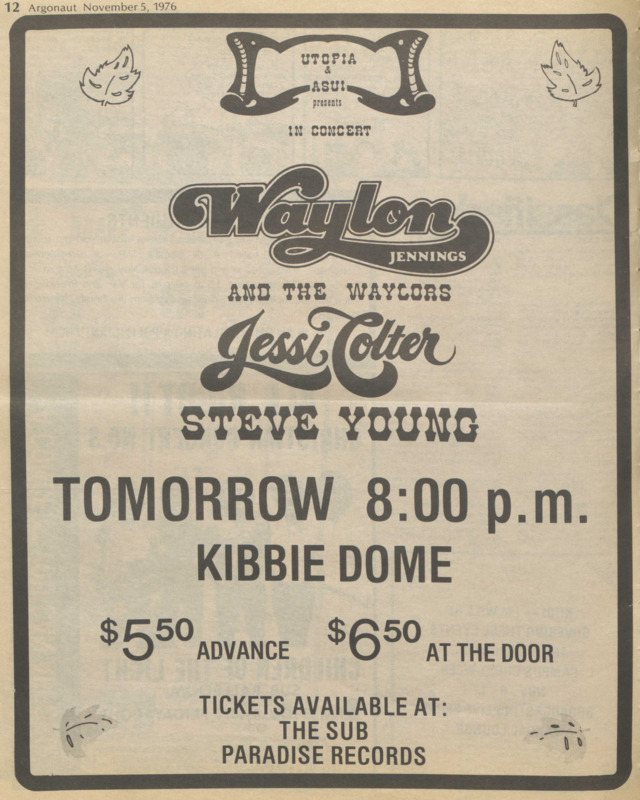 12 Argonaut November 5, 1976
UTOPIA
&
ASUI
presents
IN CONCERT
Waylon
JENNINGS
AND THE WAYLORS
Jessi Colter
STEVE YOUNG
TOMORROW 8:00 p.m.
KIBBIE DOME
$5.50 ADVANCE $6.50 AT THE DOOR
TICKETS AVAILABLE AT:
THE SUB
PARADISE RECORDS